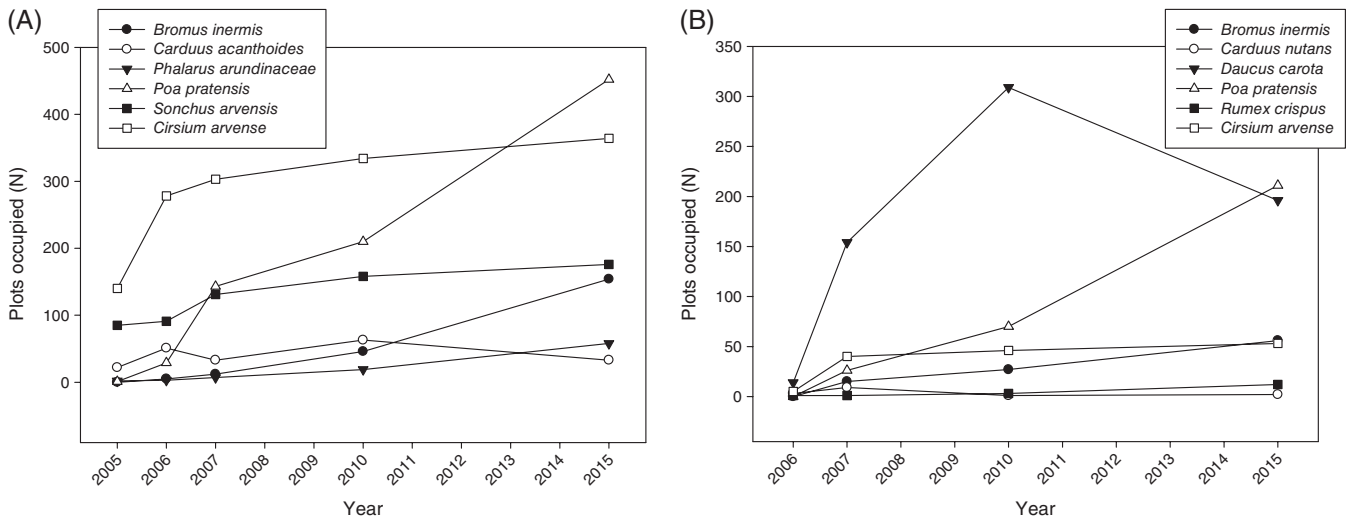 (A)
Bromus inermis
Carduus acanthoides
Phalarus arundinaceae
Poa pratensis
Sonchus arvensis
Cirsium arvense
500
400
300
200
100
0
Plots occupied (N)
2005
2006
2007
2008
2009
2010
2011
2012
2013
2014
2015
Year
(B)
Bromus inermis
Carduus nutans
Daucus carota
Poa pratensis
Rumex crispus
Cirsium arvense
350
300
250
200
150
100
50
0
Plots occupied (N)
2006
2007
2008
2009
2010
2011
2012
2013
2014
2015
Year